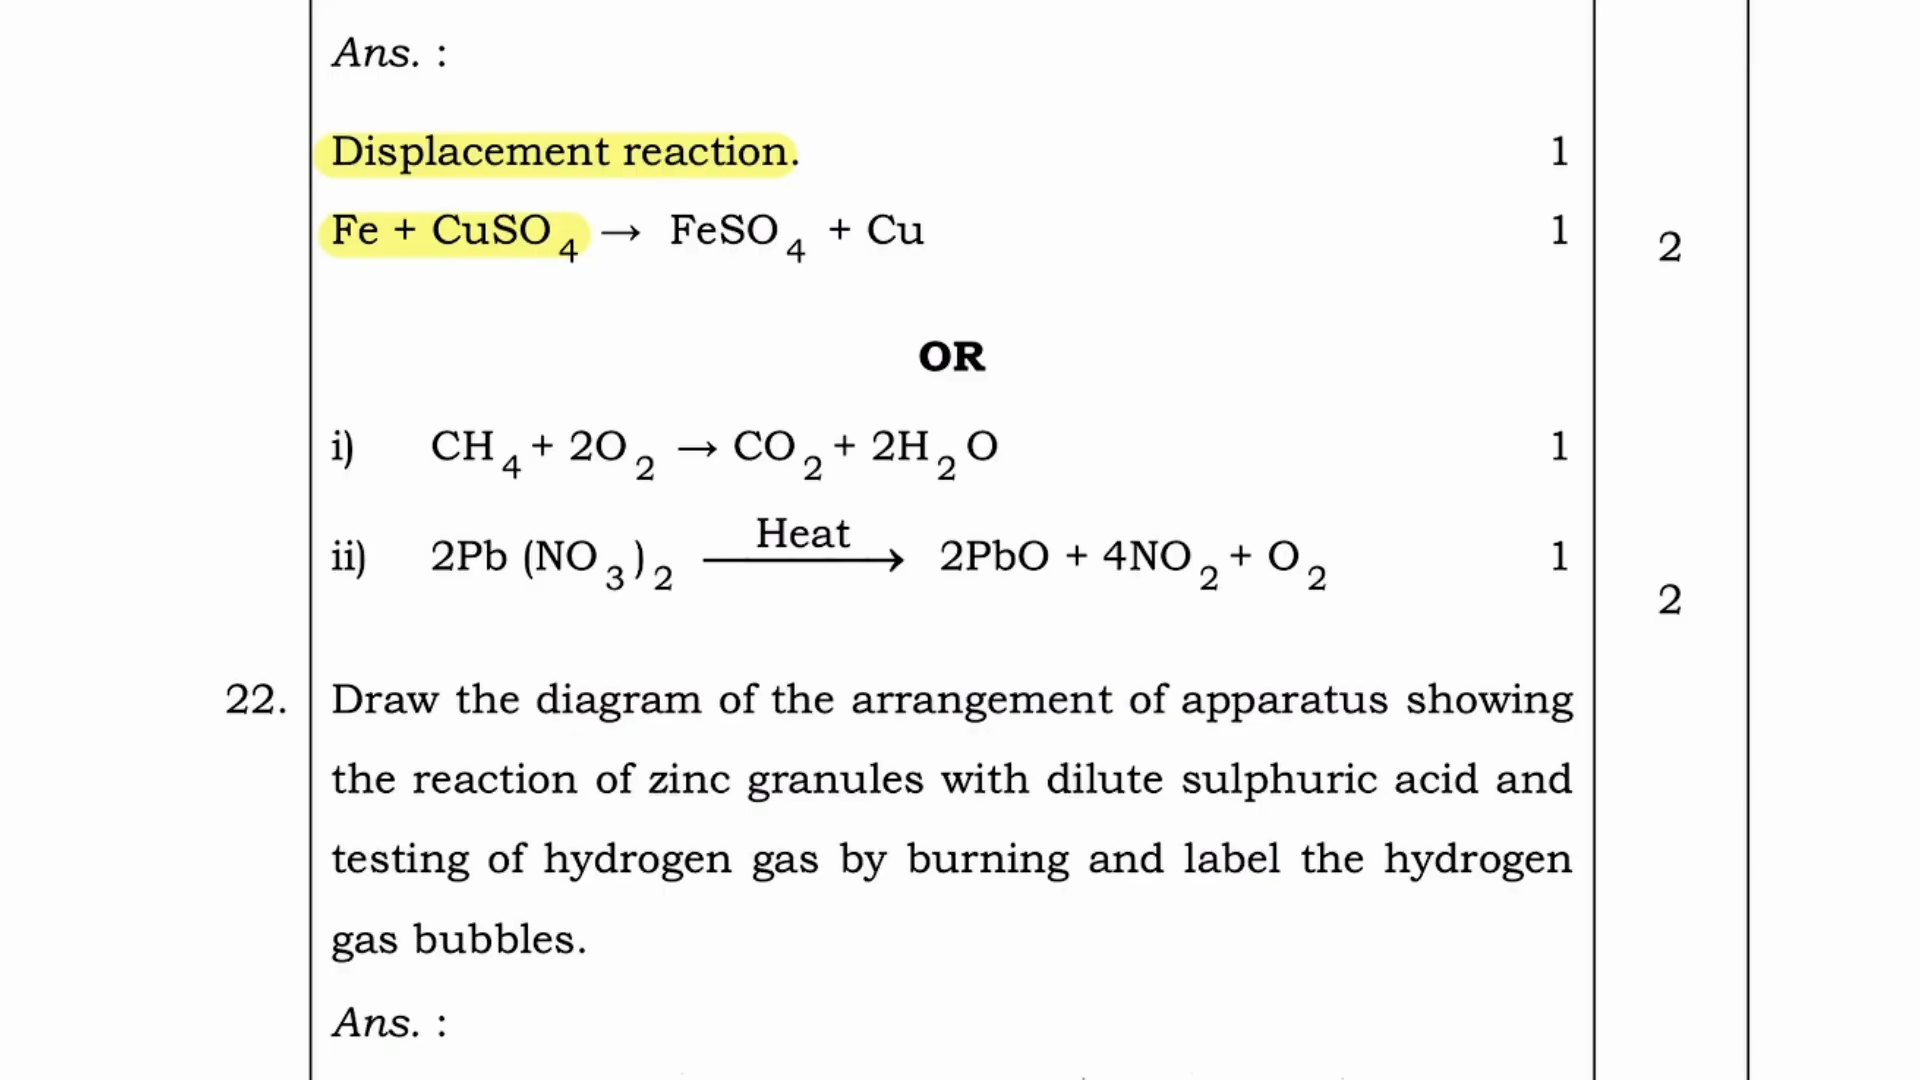 Ans. :
Displacement reaction. 1
Fe + CuSO4 → FeSO4 + Cu 1 2
OR
i) CH4 + 2O2 → CO2 + 2H2O 1
ii) 2Pb (NO3)2 Heat→ 2PbO + 4NO2 + O2 1
2
22. Draw the diagram of the arrangement of apparatus showing
the reaction of zinc granules with dilute sulphuric acid and
testing of hydrogen gas by burning and label the hydrogen
gas bubbles.
Ans. :